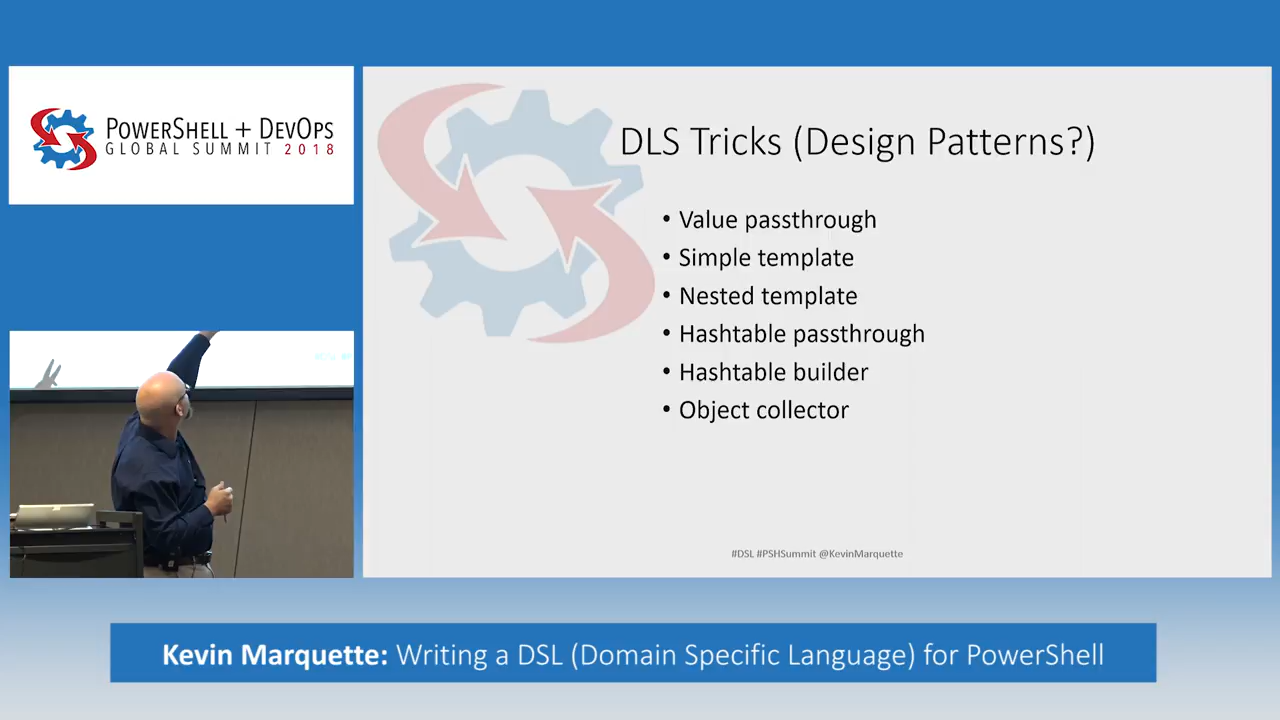 POWERSHELL + DEVOPS
GLOBAL SUMMIT 2018
DLS Tricks (Design Patterns?)
• Value passthrough
• Simple template
• Nested template
• Hashtable passthrough
• Hashtable builder
• Object collector
#DSL #PSHSummit @KevinMarquette
Kevin Marquette: Writing a DSL (Domain Specific Language) for PowerShell